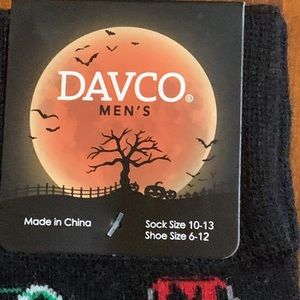 DAVCO®
MEN'S
Made in China
Sock Size 10-13
Shoe Size 6-12